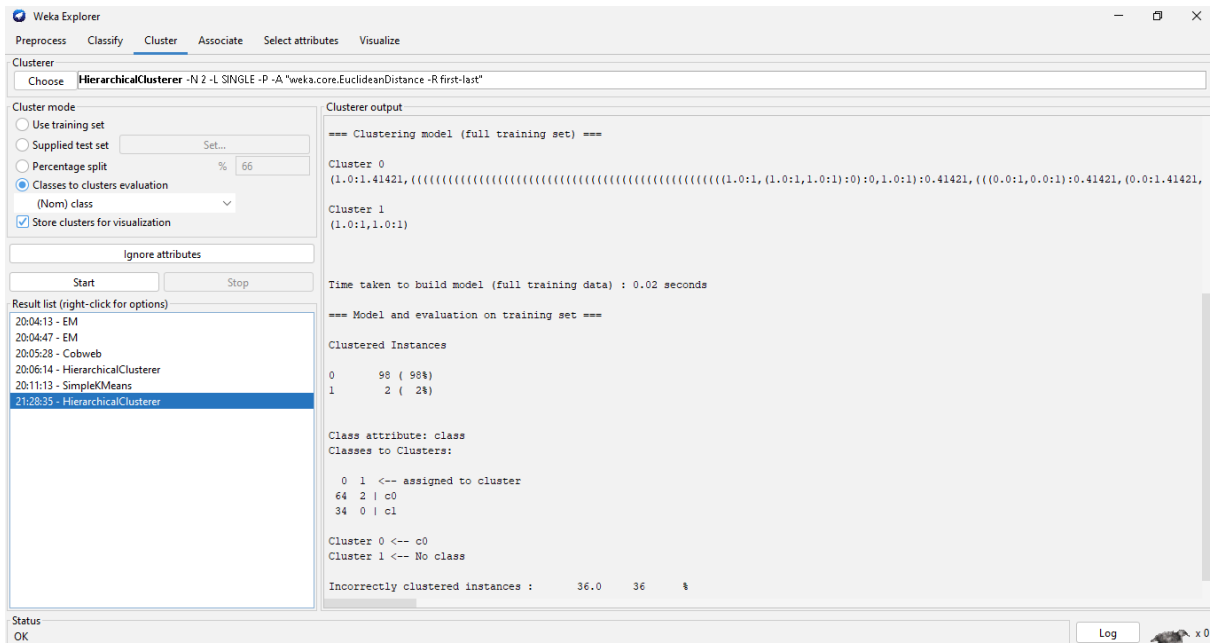 Weka Explorer
Preprocess Classify Cluster Associate Select attributes Visualize
Clusterer
Choose HierarchicalClusterer -N 2 -L SINGLE -P -A "weka.core.EuclideanDistance -R first-last"
Cluster mode
Use training set
Supplied test set Set...
Percentage split % 66
Classes to clusters evaluation
(Nom) class
Store clusters for visualization
Ignore attributes
Start Stop
Result list (right-click for options)
20:04:13 - EM
20:04:47 - EM
20:05:28 - Cobweb
20:06:14 - HierarchicalClusterer
20:11:13 - SimpleKMeans
21:28:35 - HierarchicalClusterer
Clusterer output
=== Clustering model (full training set) ===
Cluster 0
(1.0:1.41421,((((((((((((((((((((((((((((((((((((((((((((((((((1.0:1,(1.0:1,1.0:1):0):0,1.0:1):0.41421,(((0.0:1,0.0:1):0.41421,(0.0:1.41421,
Cluster 1
(1.0:1,1.0:1)
Time taken to build model (full training data) : 0.02 seconds
=== Model and evaluation on training set ===
Clustered Instances
0 98 ( 98%)
1 2 ( 2%)
Class attribute: class
Classes to Clusters:
0 1 <-- assigned to cluster
64 2 | c0
34 0 | c1
Cluster 0 <-- c0
Cluster 1 <-- No class
Incorrectly clustered instances : 36.0 36 %
Status
OK
Log
x 0